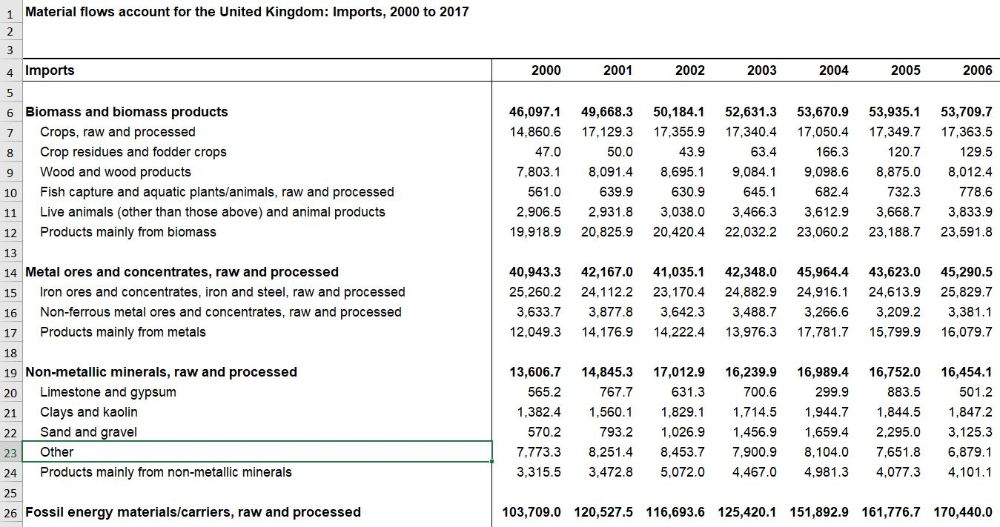 1 Material flows account for the United Kingdom: Imports, 2000 to 2017
2
3
4 Imports 2000 2001 2002 2003 2004 2005 2006
5
6 Biomass and biomass products 46,097.1 49,668.3 50,184.1 52,631.3 53,670.9 53,935.1 53,709.7
7 Crops, raw and processed 14,860.6 17,129.3 17,355.9 17,340.4 17,050.4 17,349.7 17,363.5
8 Crop residues and fodder crops 47.0 50.0 43.9 63.4 166.3 120.7 129.5
9 Wood and wood products 7,803.1 8,091.4 8,695.1 9,084.1 9,098.6 8,875.0 8,012.4
10 Fish capture and aquatic plants/animals, raw and processed 561.0 639.9 630.9 645.1 682.4 732.3 778.6
11 Live animals (other than those above) and animal products 2,906.5 2,931.8 3,038.0 3,466.3 3,612.9 3,668.7 3,833.9
12 Products mainly from biomass 19,918.9 20,825.9 20,420.4 22,032.2 23,060.2 23,188.7 23,591.8
13
14 Metal ores and concentrates, raw and processed 40,943.3 42,167.0 41,035.1 42,348.0 45,964.4 43,623.0 45,290.5
15 Iron ores and concentrates, iron and steel, raw and processed 25,260.2 24,112.2 23,170.4 24,882.9 24,916.1 24,613.9 25,829.7
16 Non-ferrous metal ores and concentrates, raw and processed 3,633.7 3,877.8 3,642.3 3,488.7 3,266.6 3,209.2 3,381.1
17 Products mainly from metals 12,049.3 14,176.9 14,222.4 13,976.3 17,781.7 15,799.9 16,079.7
18
19 Non-metallic minerals, raw and processed 13,606.7 14,845.3 17,012.9 16,239.9 16,989.4 16,752.0 16,454.1
20 Limestone and gypsum 565.2 767.7 631.3 700.6 299.9 883.5 501.2
21 Clays and kaolin 1,382.4 1,560.1 1,829.1 1,714.5 1,944.7 1,844.5 1,847.2
22 Sand and gravel 570.2 793.2 1,026.9 1,456.9 1,659.4 2,295.0 3,125.3
23 Other 7,773.3 8,251.4 8,453.7 7,900.9 8,104.0 7,651.8 6,879.1
24 Products mainly from non-metallic minerals 3,315.5 3,472.8 5,072.0 4,467.0 4,981.3 4,077.3 4,101.1
25
26 Fossil energy materials/carriers, raw and processed 103,709.0 120,527.5 116,693.6 125,420.1 151,892.9 161,776.7 170,440.0